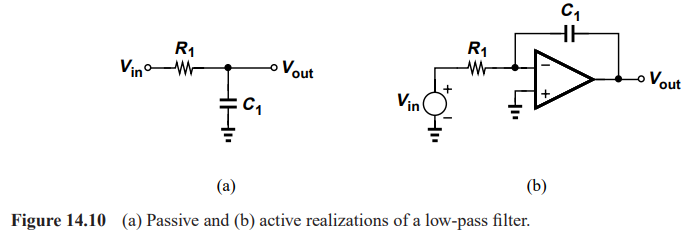 C1
R1
Vin
Vout
C1
R1
Vin
+
–
–
+
Vout
(a)
(b)
Figure 14.10 (a) Passive and (b) active realizations of a low-pass filter.